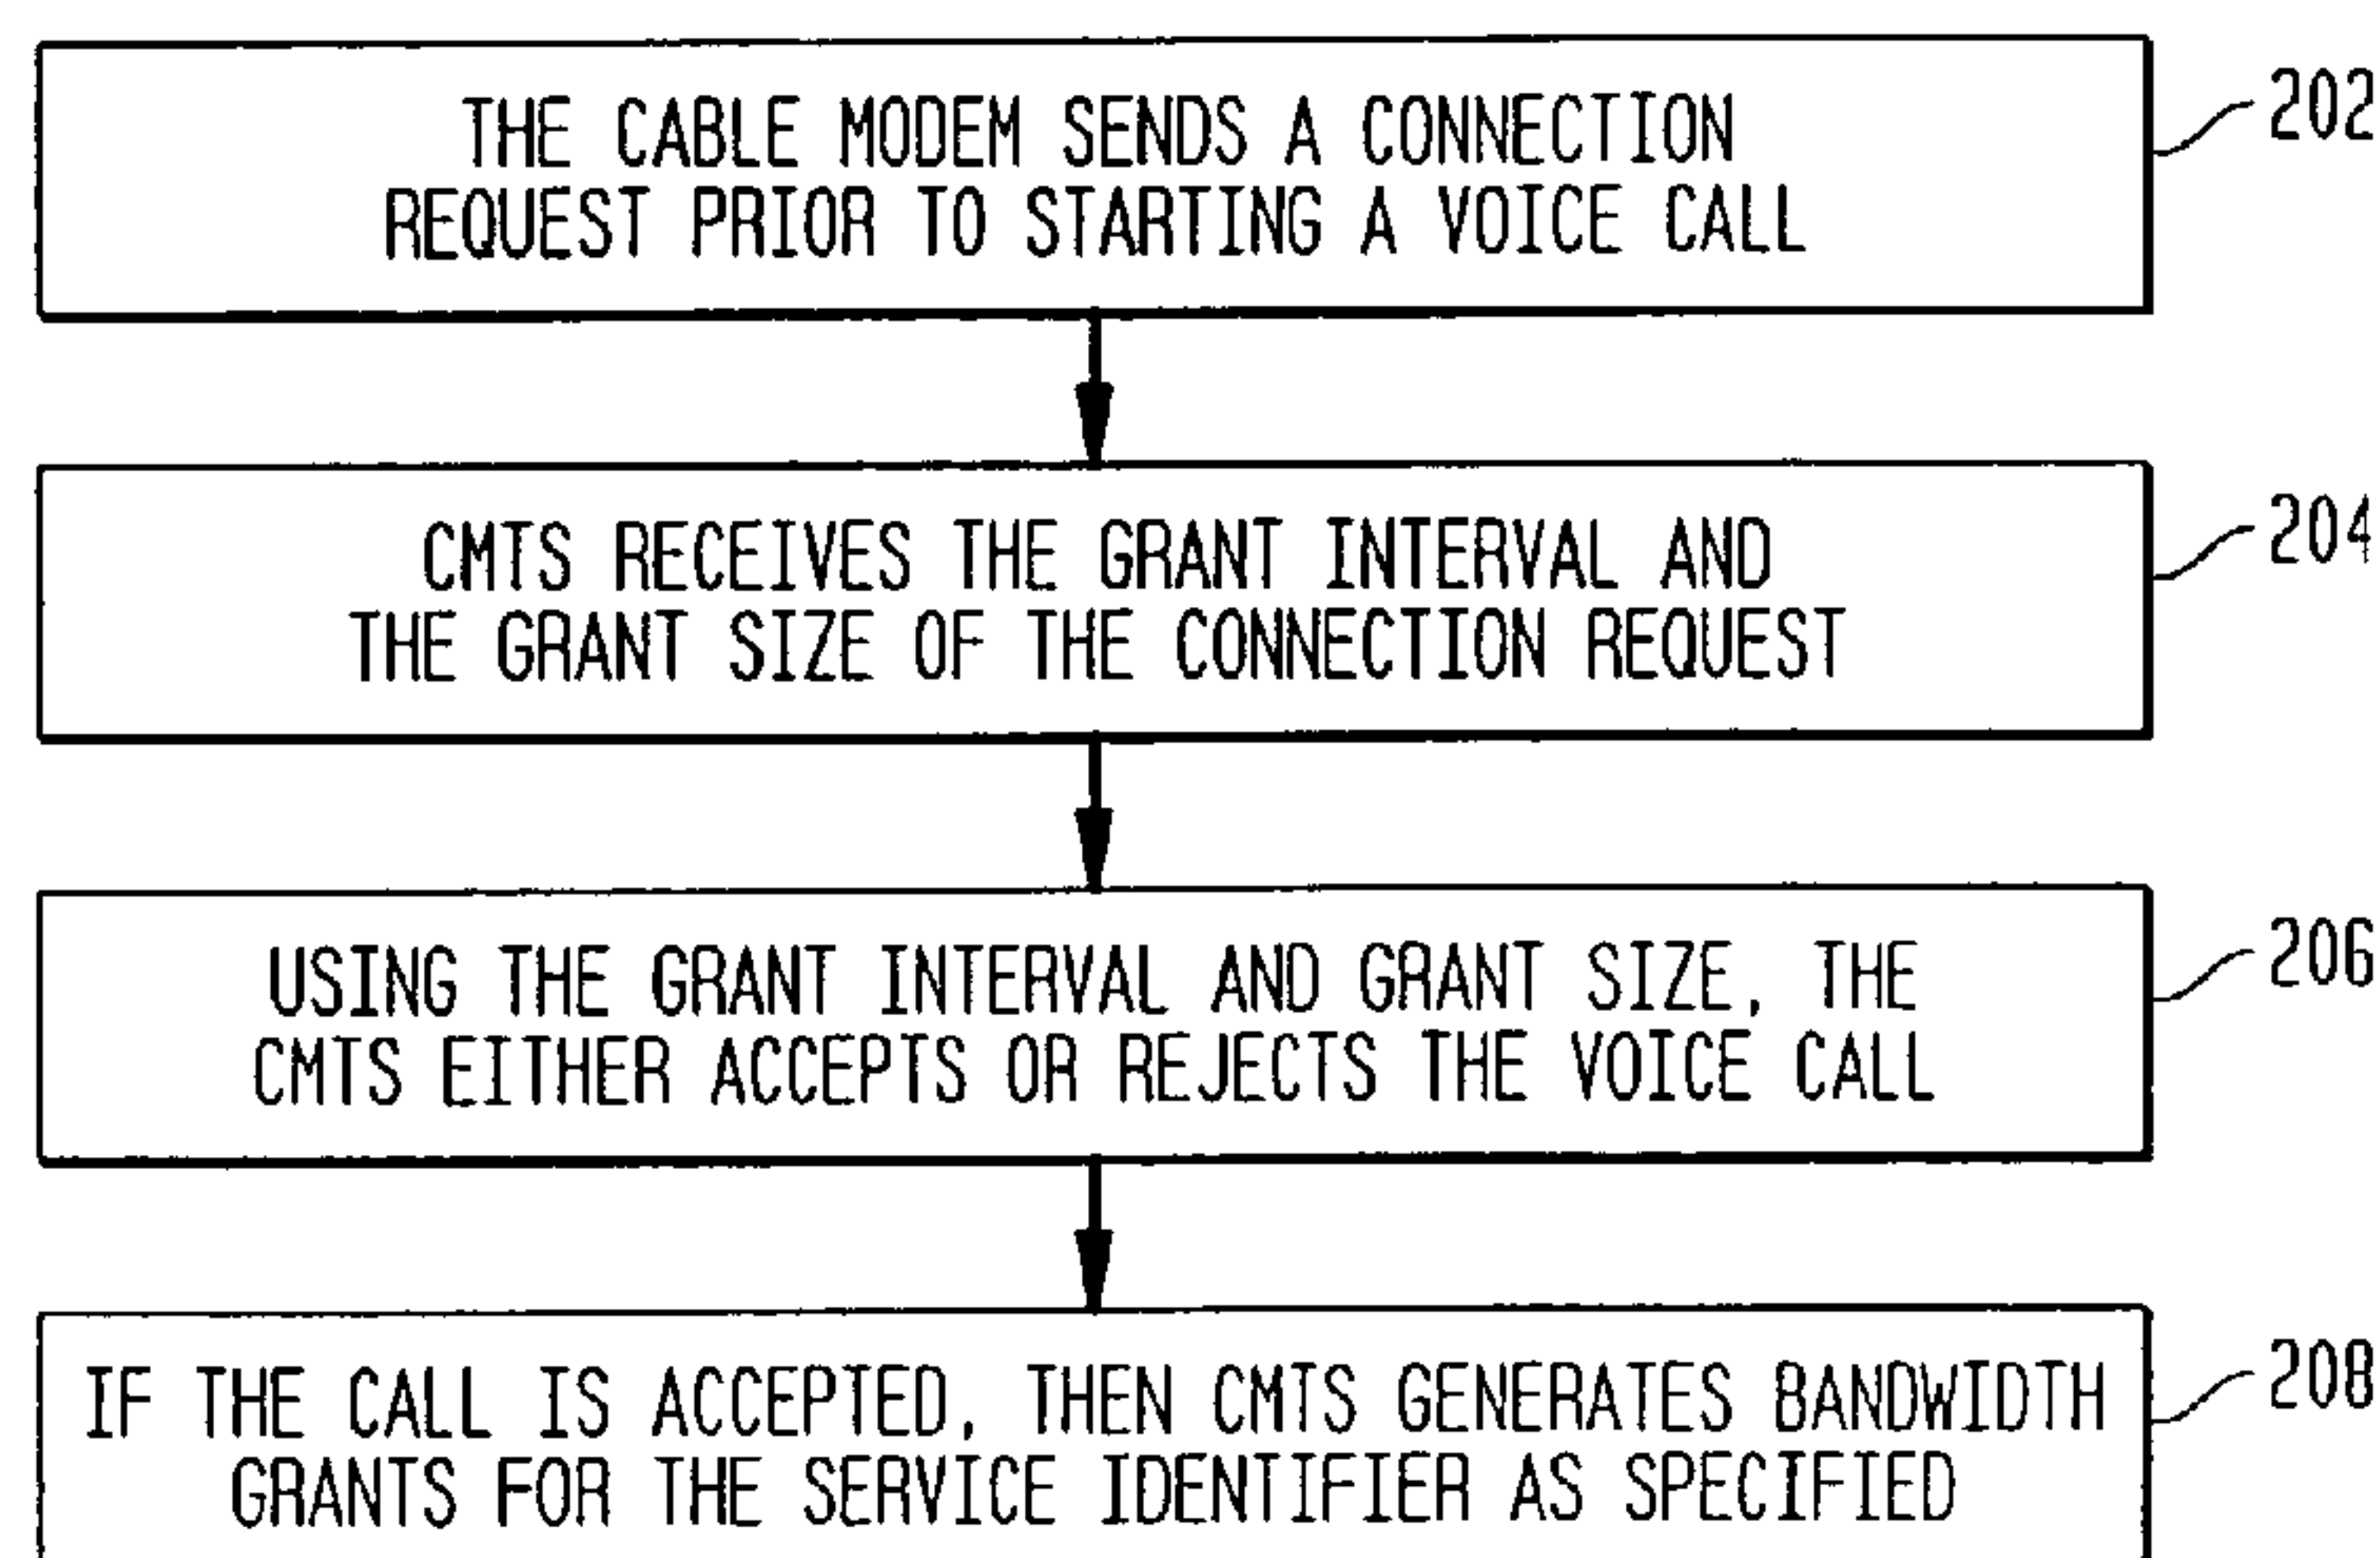 THE CABLE MODEM SENDS A CONNECTION
REQUEST PRIOR TO STARTING A VOICE CALL
202
CMTS RECEIVES THE GRANT INTERVAL AND
THE GRANT SIZE OF THE CONNECTION REQUEST
204
USING THE GRANT INTERVAL AND GRANT SIZE, THE
CMTS EITHER ACCEPTS OR REJECTS THE VOICE CALL
206
IF THE CALL IS ACCEPTED, THEN CMTS GENERATES BANDWIDTH
GRANTS FOR THE SERVICE IDENTIFIER AS SPECIFIED
208